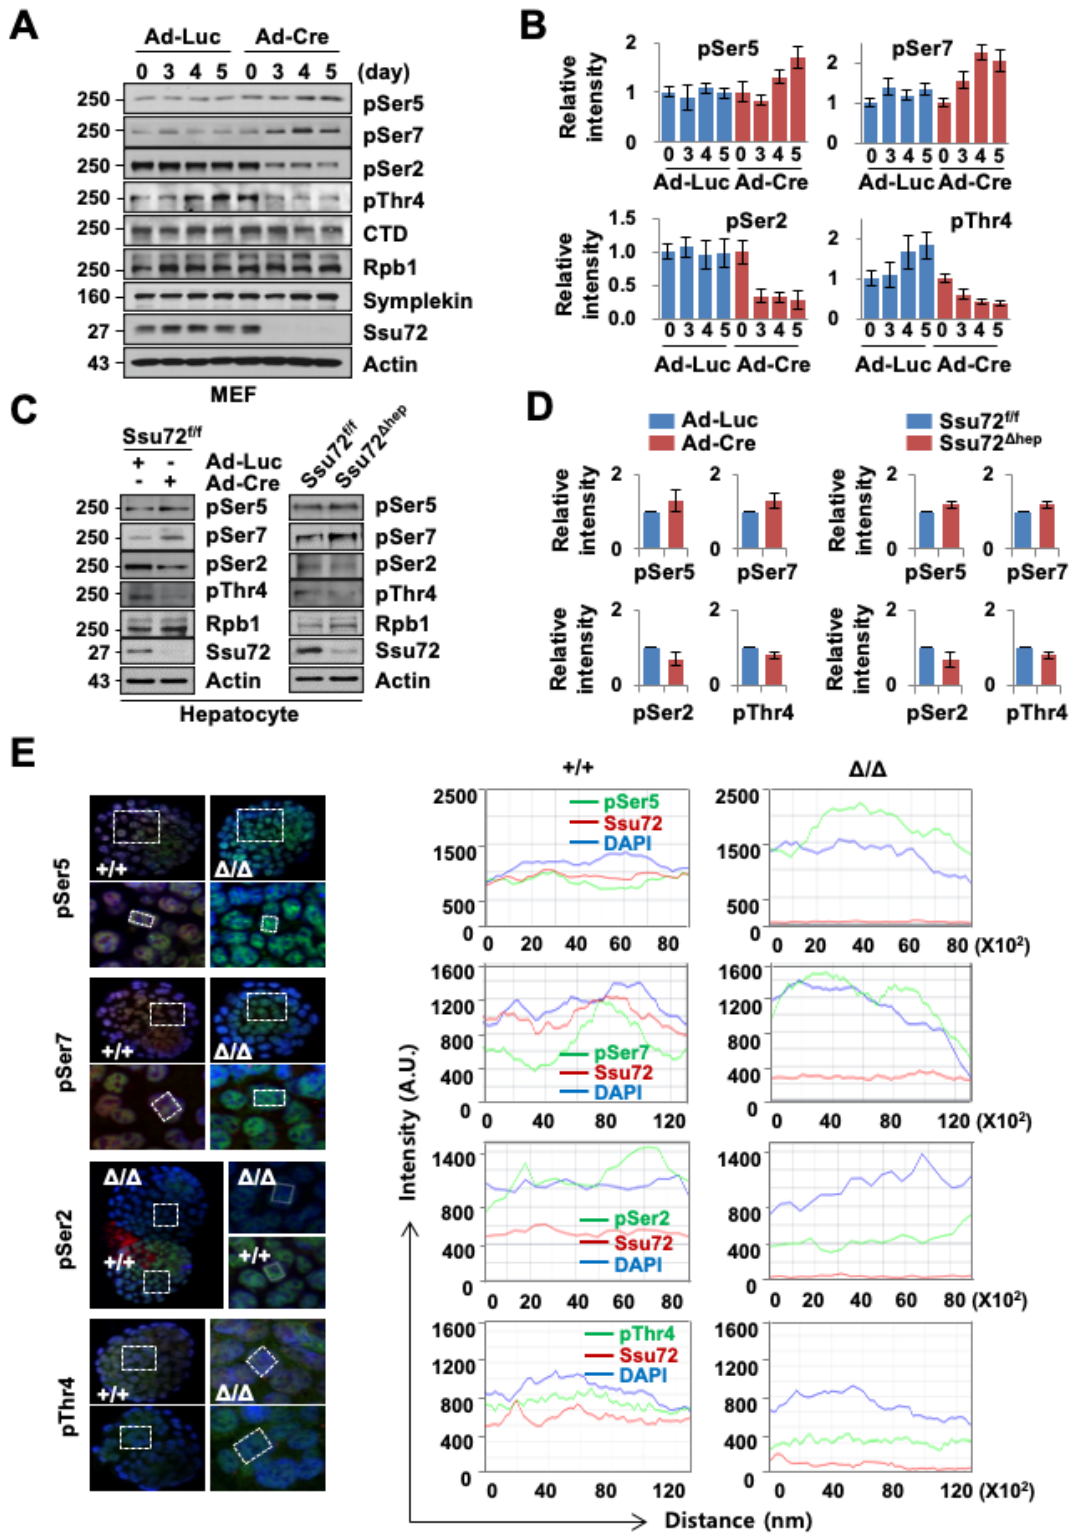 A
Ad-Luc Ad-Cre
0 3 4 5 0 3 4 5 (day)
250 pSer5
250 pSer7
250 pSer2
250 pThr4
250 CTD
250 Rpb1
160 Symplekin
27 Ssu72
43 Actin
MEF
B
Relative intensity
2
1
0
pSer5
0 3 4 5 0 3 4 5
Ad-Luc Ad-Cre
2
1
0
pSer7
0 3 4 5 0 3 4 5
Ad-Luc Ad-Cre
Relative intensity
1.5
1.0
0.5
0.0
pSer2
0 3 4 5 0 3 4 5
Ad-Luc Ad-Cre
2
1
0
pThr4
0 3 4 5 0 3 4 5
Ad-Luc Ad-Cre
C
Ssu72f/f
+ - Ad-Luc
- + Ad-Cre
Ssu72f/f Ssu72Δhep
250 pSer5 pSer5
250 pSer7 pSer7
250 pSer2 pSer2
250 pThr4 pThr4
250 Rpb1 Rpb1
27 Ssu72 Ssu72
43 Actin Actin
Hepatocyte
D
Ad-Luc
Ad-Cre
Ssu72f/f
Ssu72Δhep
Relative intensity
2
0
pSer5
2
0
pSer7
Relative intensity
2
0
pSer5
2
0
pSer7
Relative intensity
2
0
pSer2
2
0
pThr4
Relative intensity
2
0
pSer2
2
0
pThr4
E
pSer5
+/+ Δ/Δ
pSer7
+/+ Δ/Δ
pSer2
Δ/Δ Δ/Δ
+/+ +/+
pThr4
+/+ Δ/Δ
+/+ Δ/Δ
Intensity (A.U.)
2500
1500
500
0
pSer5
Ssu72
DAPI
0 20 40 60 80
2500
1500
500
0
0 20 40 60 80 (X10²)
1600
1200
800
400
0
pSer7
Ssu72
DAPI
0 40 80 120
1600
1200
800
400
0
0 40 80 120 (X10²)
1400
800
400
0
pSer2
Ssu72
DAPI
0 20 40 60 80
1400
800
400
0
0 20 40 60 80 (X10²)
1600
1200
800
400
0
pThr4
Ssu72
DAPI
0 40 80 120
1600
1200
800
400
0
0 40 80 120 (X10²)
Distance (nm)